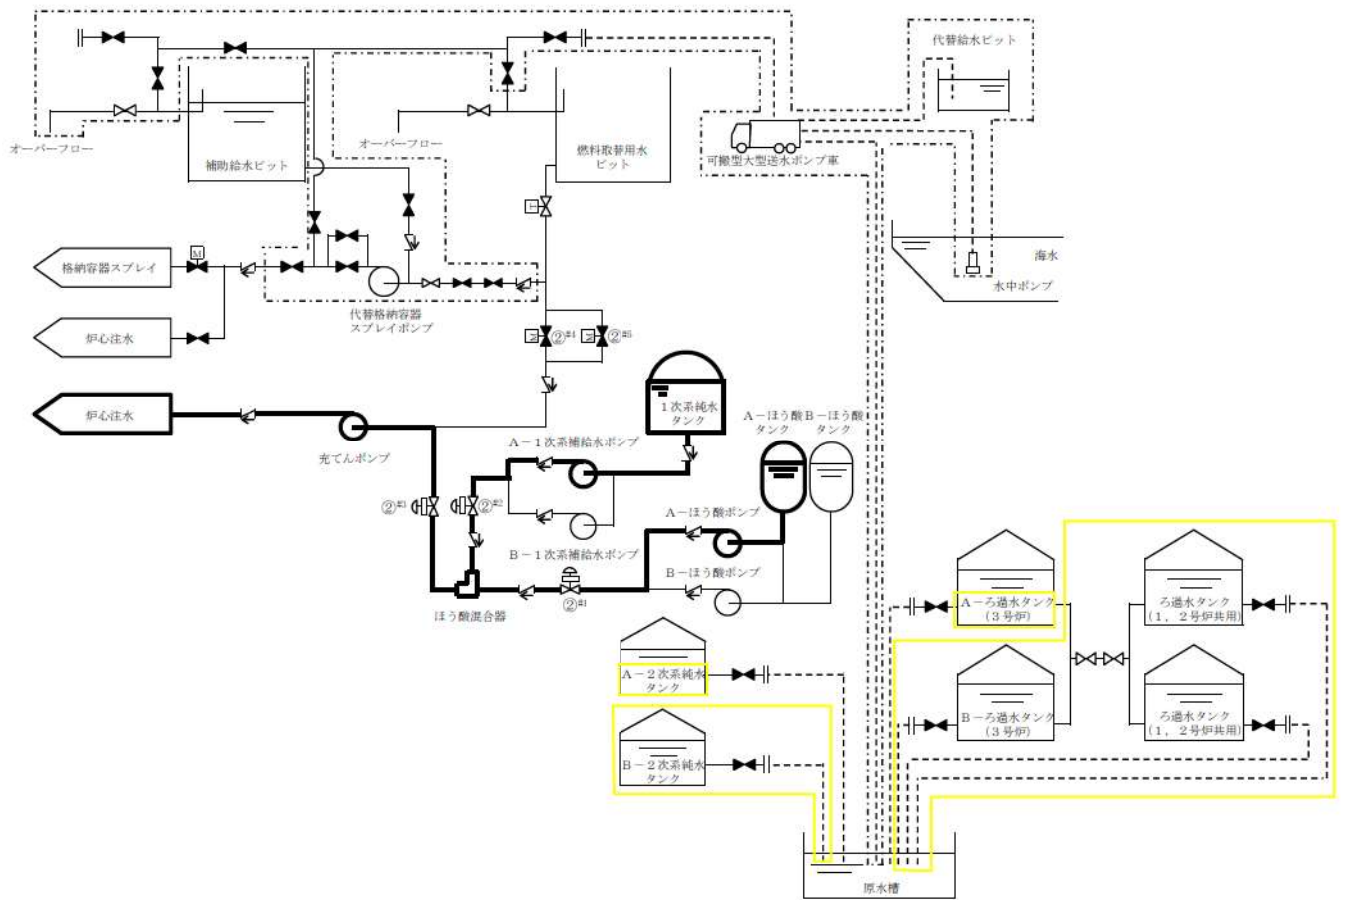 代替給水ピット
オーバーフロー
オーバーフロー
補助給水ピット
燃料取替用水
ピット
可搬型大型送水ポンプ車
格納容器スプレイ
M
T
海水
水中ポンプ
代替格納容器
スプレイポンプ
炉心注水
M
②#4
M
②#5
炉心注水
1次系純水
タンク
A-ほう酸
タンク
B-ほう酸
タンク
充てんポンプ
A-1次系補給水ポンプ
②#3
②#2
A-ほう酸ポンプ
B-1次系補給水ポンプ
B-ほう酸ポンプ
②#1
ほう酸混合器
A-ろ過水タンク
(3号炉)
ろ過水タンク
(1,2号炉共用)
A-2次系純水
タンク
B-ろ過水タンク
(3号炉)
ろ過水タンク
(1,2号炉共用)
B-2次系純水
タンク
原水槽